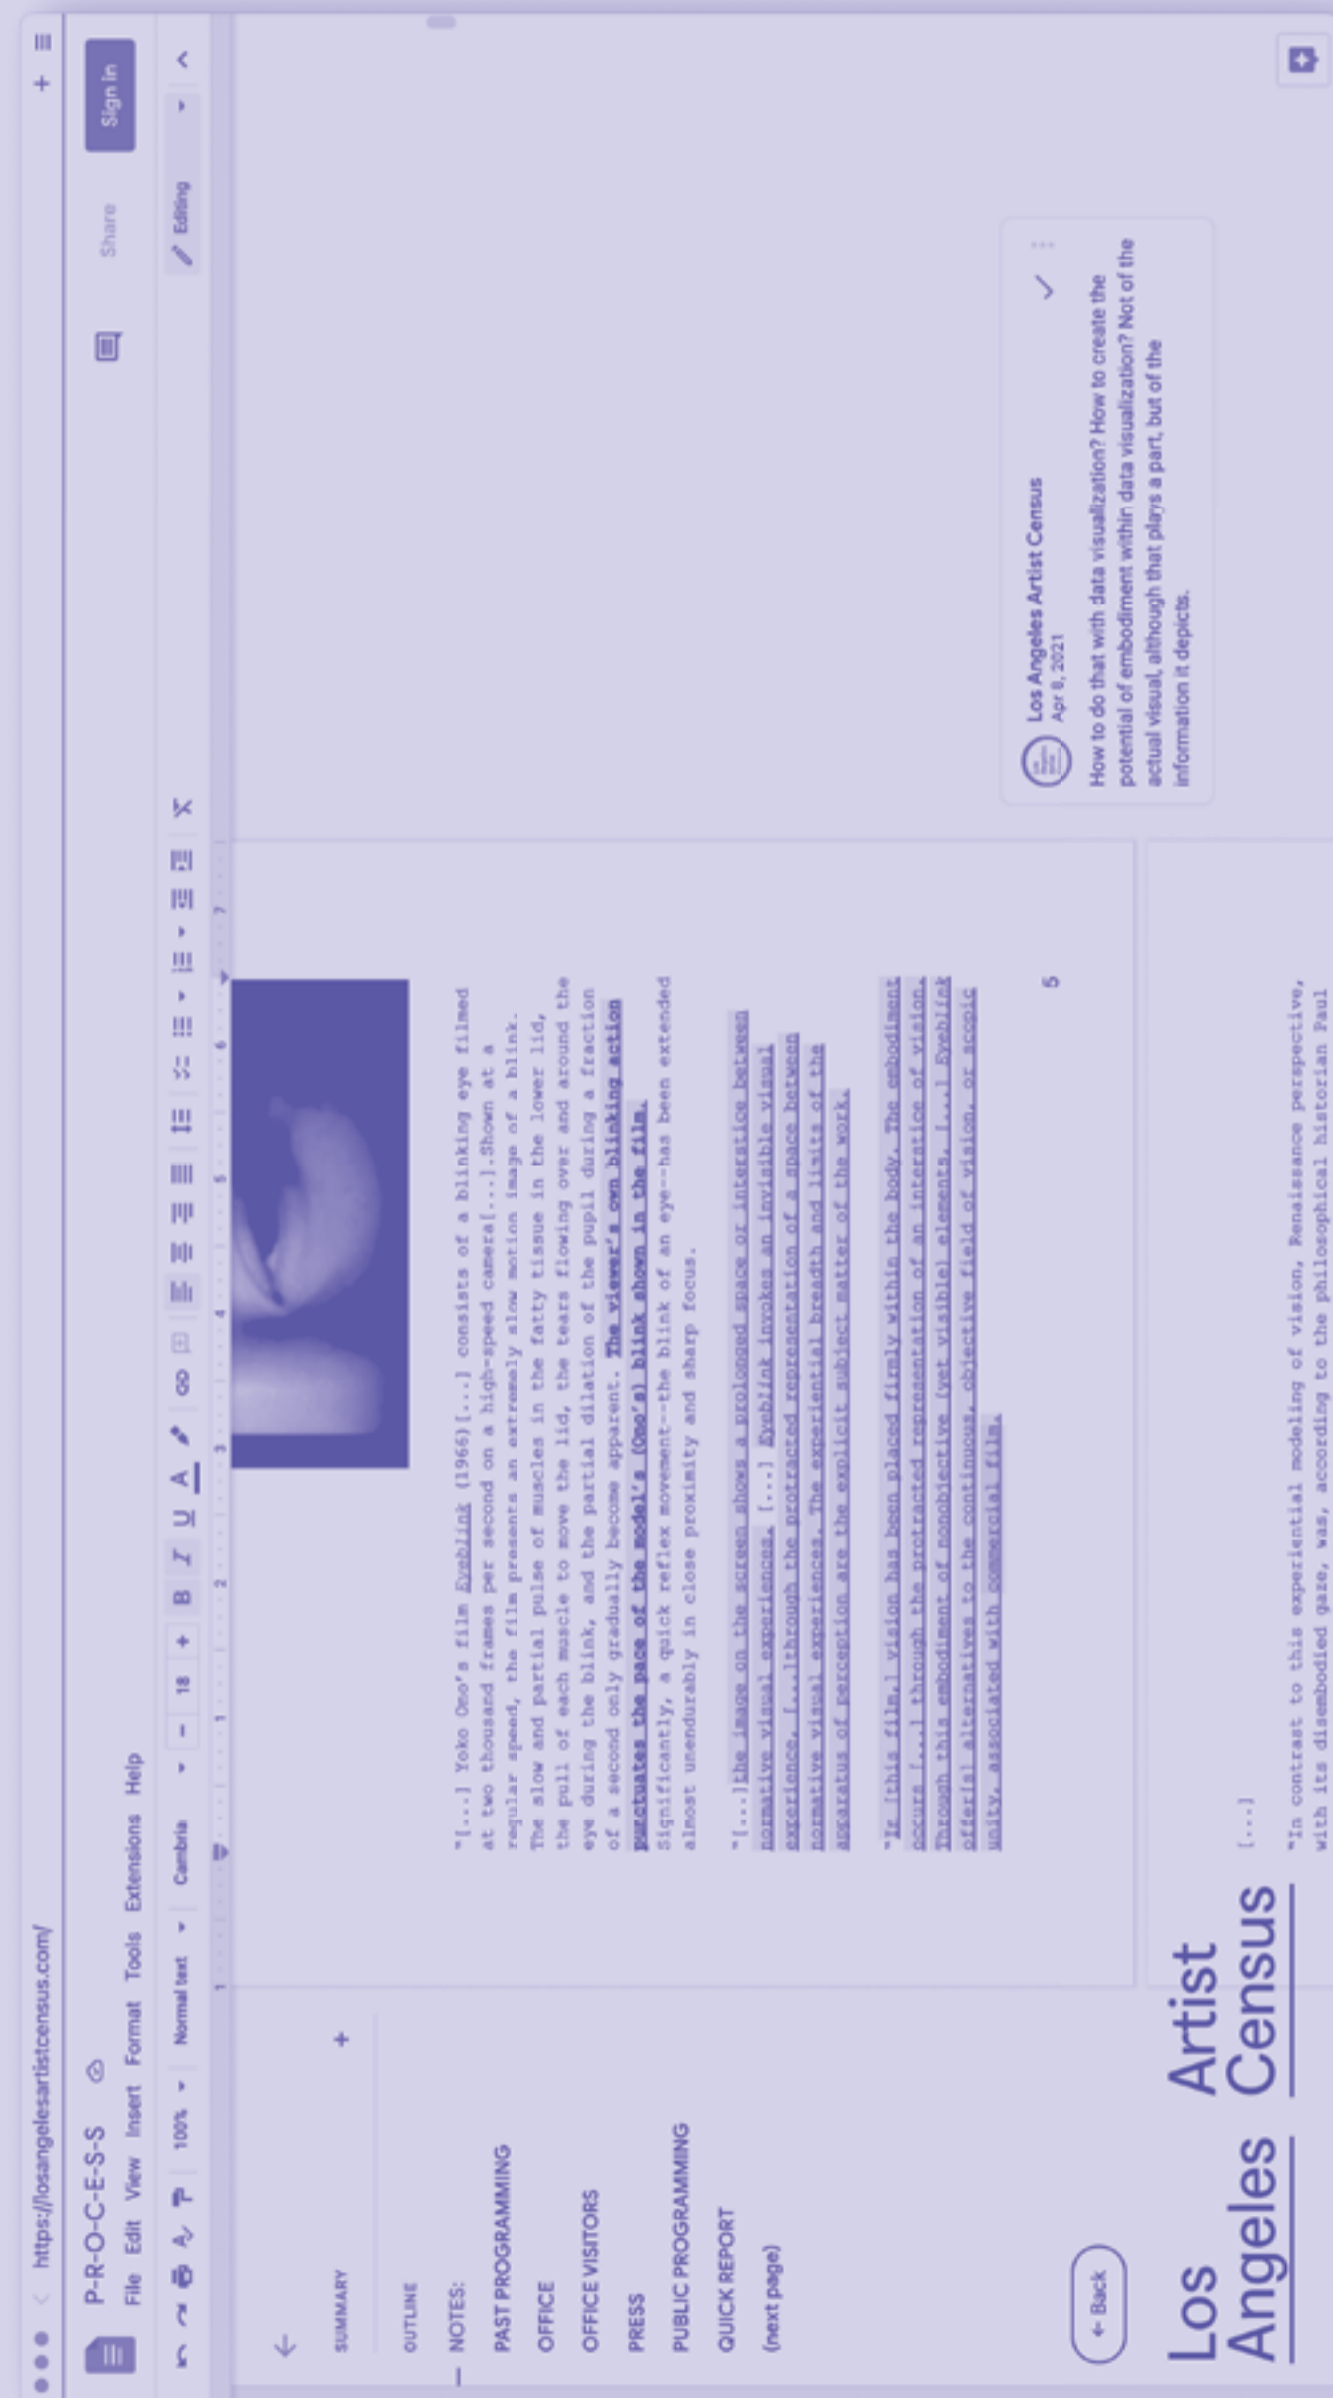 https://losangelesartistcensus.com/
P-R-O-C-E-S-S
Share
Sign in
File Edit View Insert Format Tools Extensions Help
100% Normal text Cambria − 18 + B I U A Editing
1 1 2 3 4 5 6 7
SUMMARY
OUTLINE
NOTES:
PAST PROGRAMMING
OFFICE
OFFICE VISITORS
PRESS
PUBLIC PROGRAMMING
QUICK REPORT
(next page)
← Back
Los Artist
Angeles Census
"[...] Yoko Ono's film Eyeblink (1966)[...] consists of a blinking eye filmed
at two thousand frames per second on a high-speed camera[...].Shown at a
regular speed, the film presents an extremely slow motion image of a blink.
The slow and partial pulse of muscles in the fatty tissue in the lower lid,
the pull of each muscle to move the lid, the tears flowing over and around the
eye during the blink, and the partial dilation of the pupil during a fraction
of a second only gradually become apparent. The viewer's own blinking action
punctuates the pace of the model's (Ono's) blink shown in the film.
Significantly, a quick reflex movement--the blink of an eye--has been extended
almost unendurably in close proximity and sharp focus.
"[...]the image on the screen shows a prolonged space or interstice between
normative visual experiences. [...] Eyeblink invokes an invisible visual
experience, [...]through the protracted representation of a space between
normative visual experiences. The experiential breadth and limits of the
apparatus of perception are the explicit subject matter of the work.
"In [this film,] vision has been placed firmly within the body. The embodiment
occurs [...] through the protracted representation of an interstice of vision.
Through this embodiment of nonobjective (yet visible) elements, [...] Eyeblink
offer[s] alternatives to the continuous, objective field of vision, or scopic
unity, associated with commercial film.
5
[...]
"In contrast to this experiential modeling of vision, Renaissance perspective,
with its disembodied gaze, was, according to the philosophical historian Paul
Los Angeles Artist Census
Apr 8, 2021
How to do that with data visualization? How to create the
potential of embodiment within data visualization? Not of the
actual visual, although that plays a part, but of the
information it depicts.